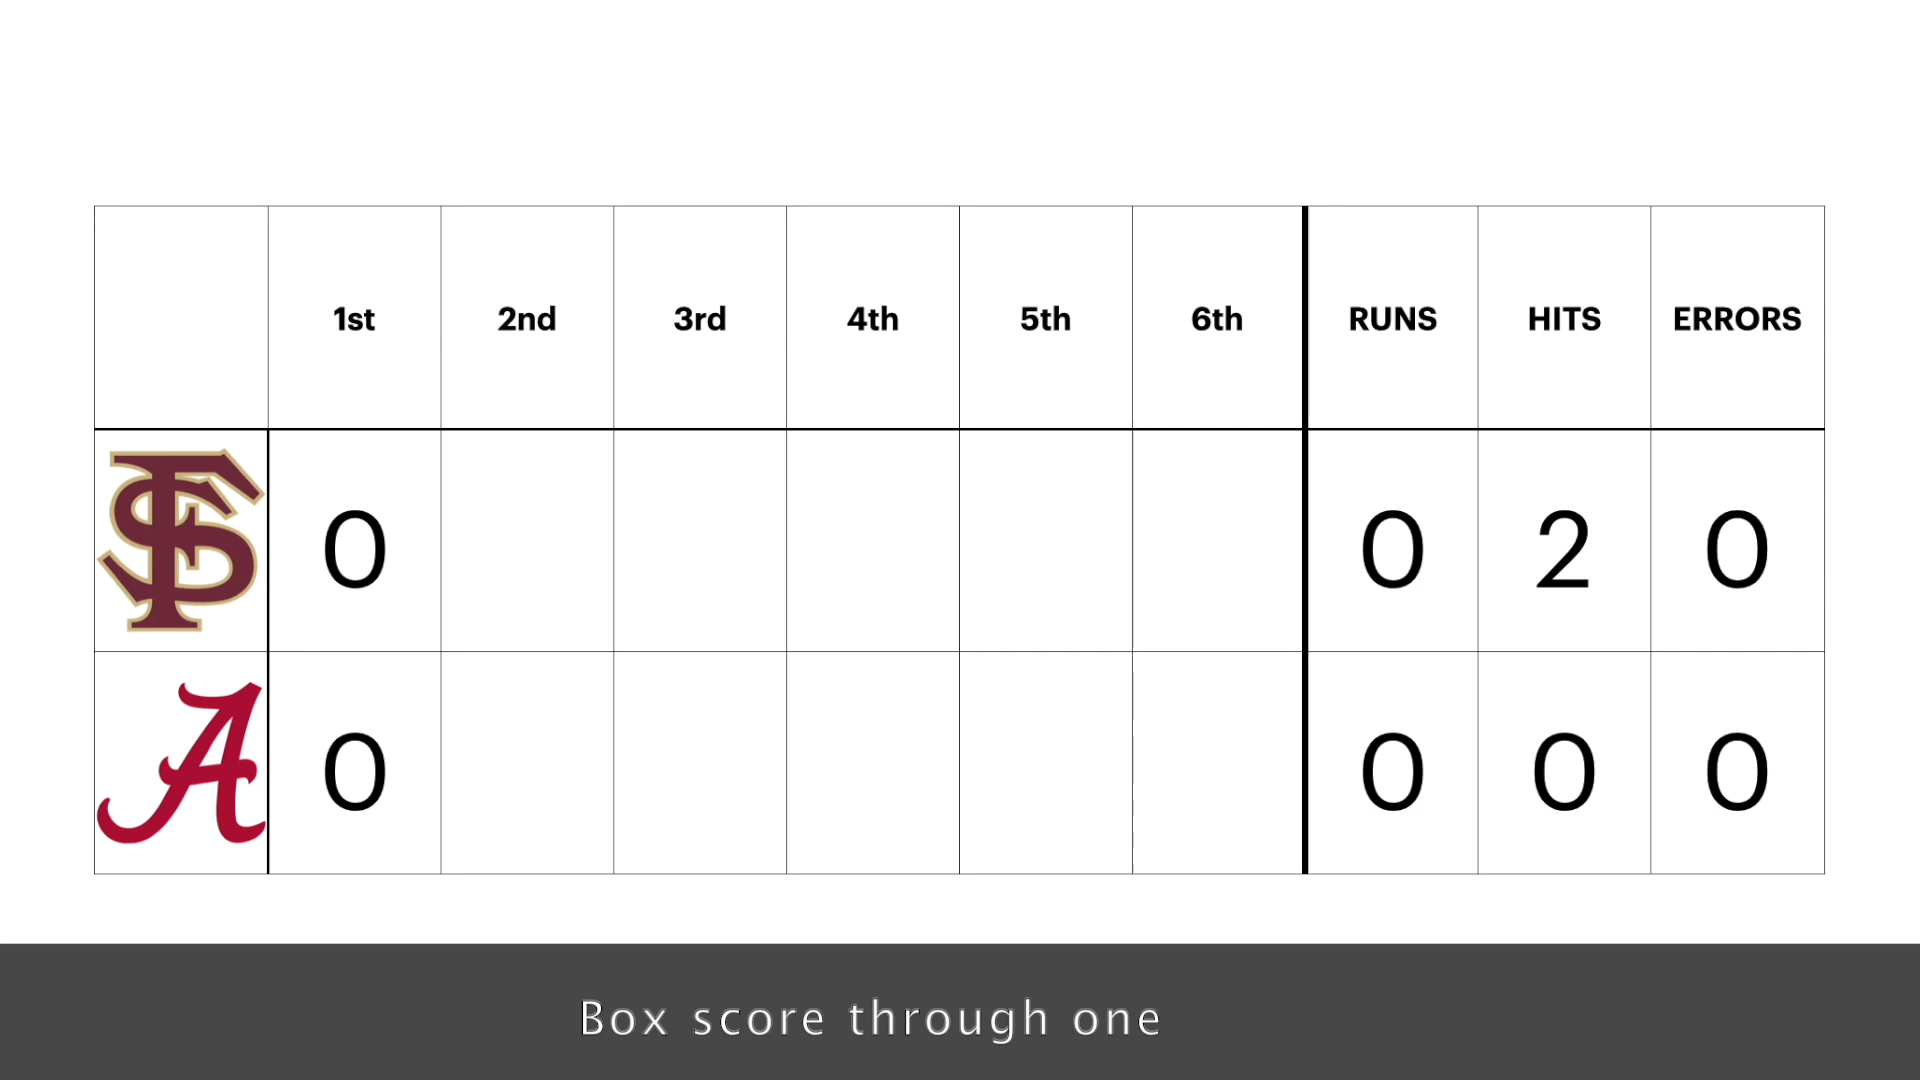 1st 2nd 3rd 4th 5th 6th RUNS HITS ERRORS
FS 0 0 2 0
A 0 0 0 0
Box score through one